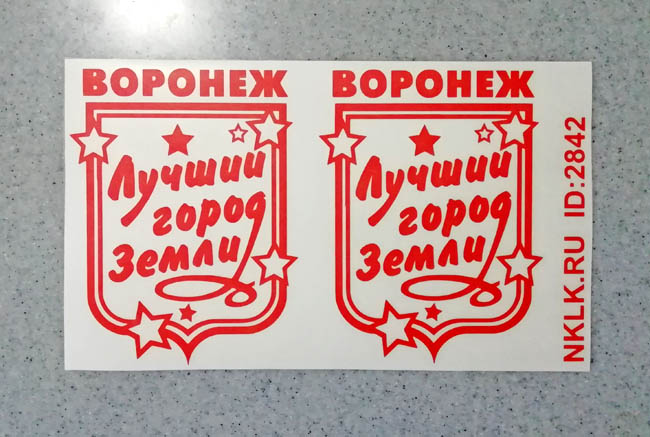 ВОРОНЕЖ
Лучший
город
Земли
ВОРОНЕЖ
Лучший
город
Земли
NKLK.RU ID:2842